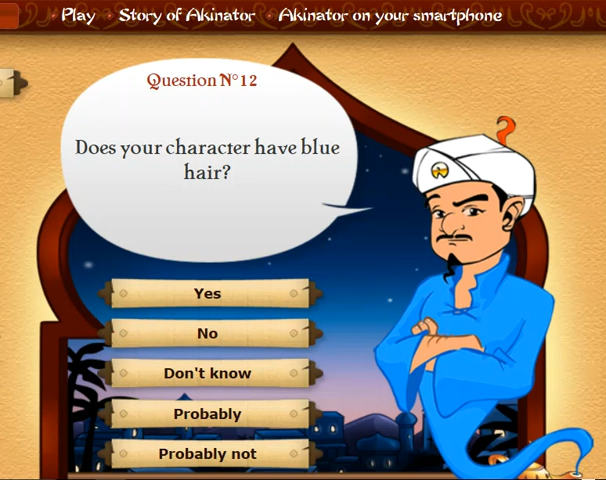 Play · Story of Akinator · Akinator on your smartphone
Question N°12
Does your character have blue
hair?
Yes
No
Don't know
Probably
Probably not